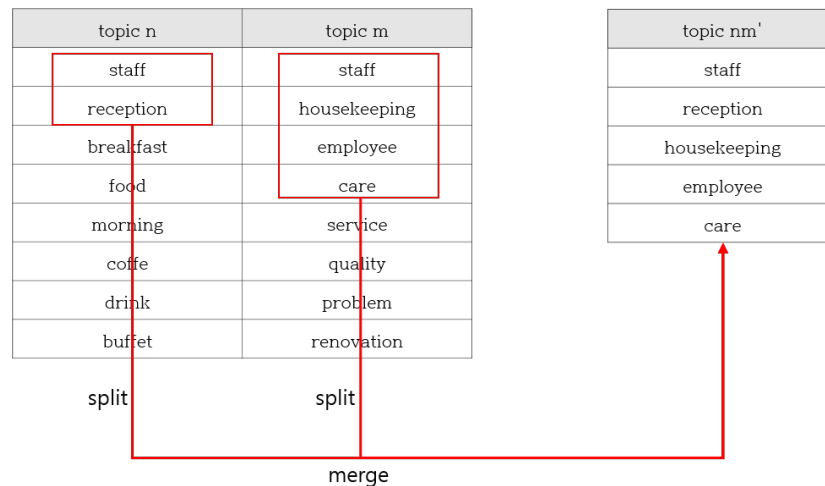 topic n topic m topic nm'
staff staff staff
reception housekeeping reception
breakfast employee housekeeping
food care employee
morning service care
coffe quality
drink problem
buffet renovation
split split
merge